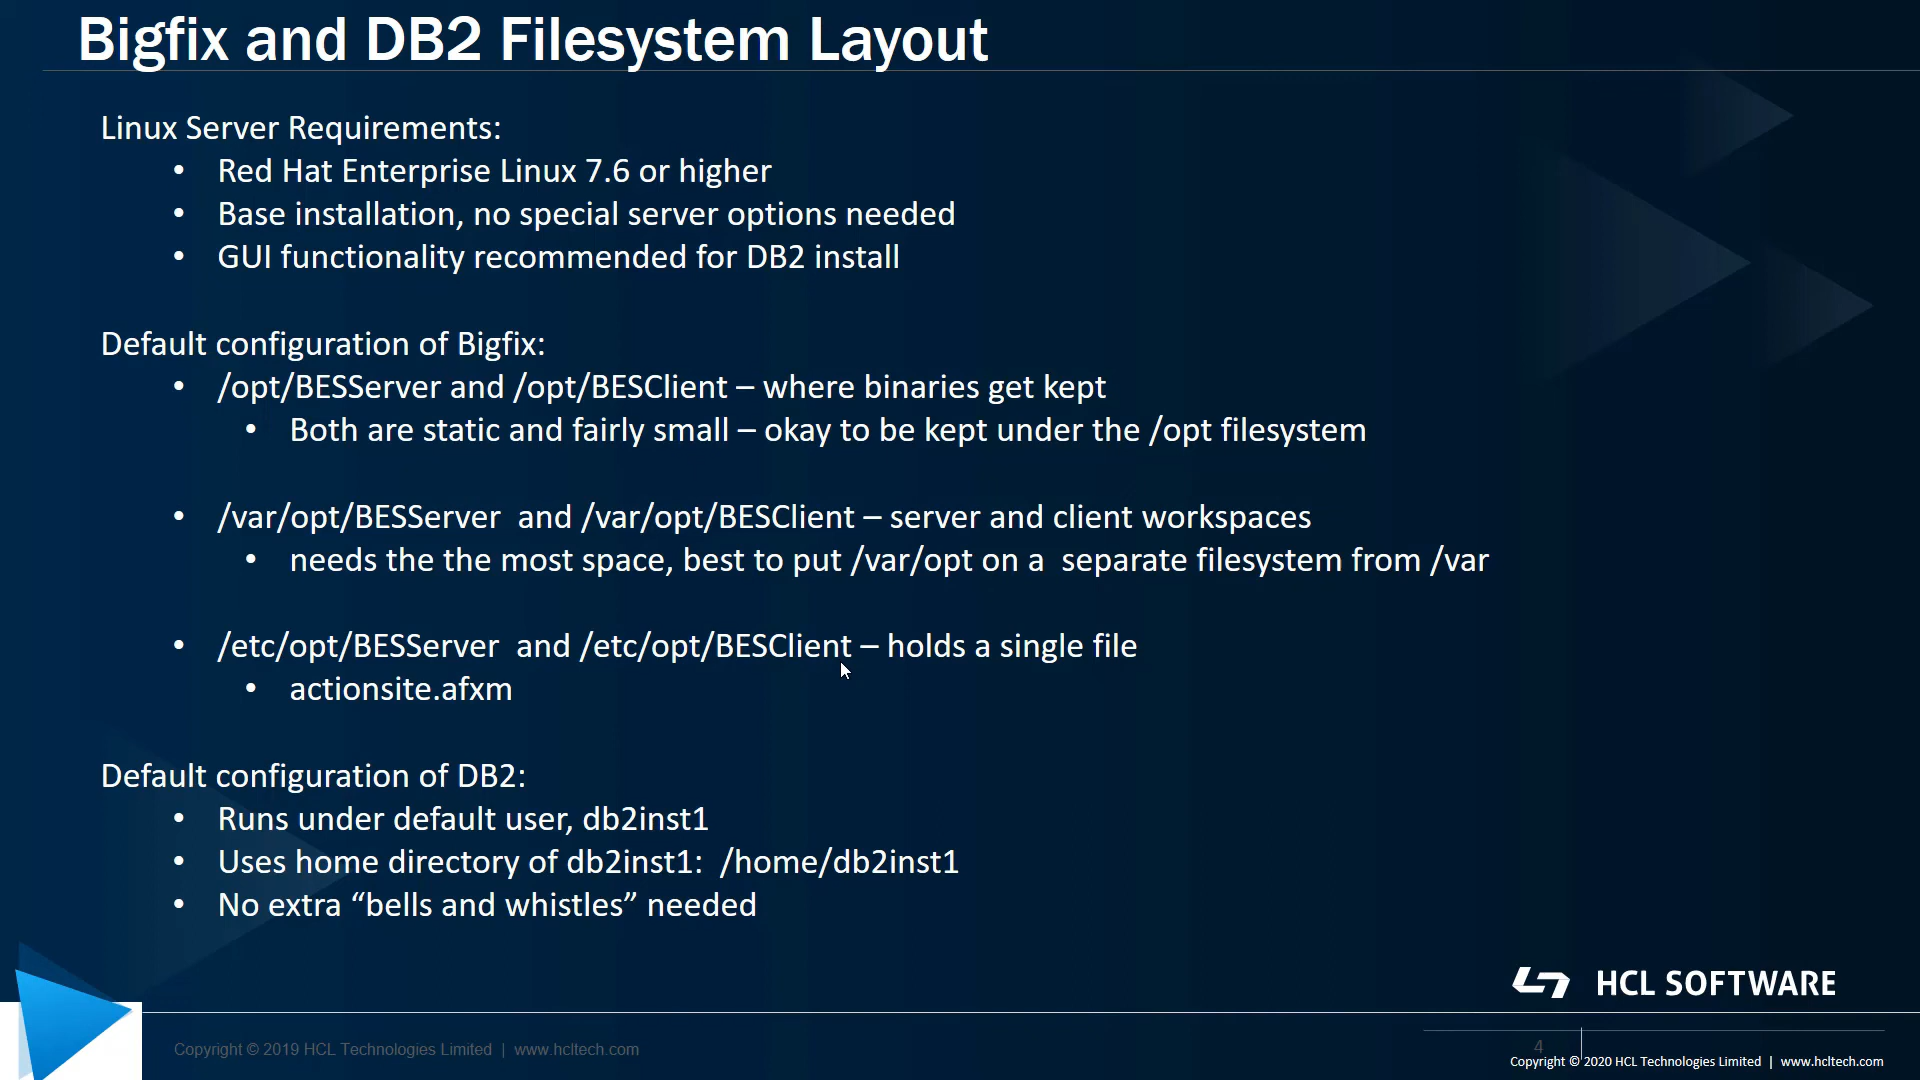 Bigfix and DB2 Filesystem Layout
Linux Server Requirements:
• Red Hat Enterprise Linux 7.6 or higher
• Base installation, no special server options needed
• GUI functionality recommended for DB2 install
Default configuration of Bigfix:
• /opt/BESServer and /opt/BESClient – where binaries get kept
• Both are static and fairly small – okay to be kept under the /opt filesystem
• /var/opt/BESServer  and /var/opt/BESClient – server and client workspaces
• needs the the most space, best to put /var/opt on a  separate filesystem from /var
• /etc/opt/BESServer  and /etc/opt/BESClient – holds a single file
• actionsite.afxm
Default configuration of DB2:
• Runs under default user, db2inst1
• Uses home directory of db2inst1:  /home/db2inst1
• No extra “bells and whistles” needed
HCL SOFTWARE
Copyright © 2019 HCL Technologies Limited | www.hcltech.com
4
Copyright © 2020 HCL Technologies Limited | www.hcltech.com